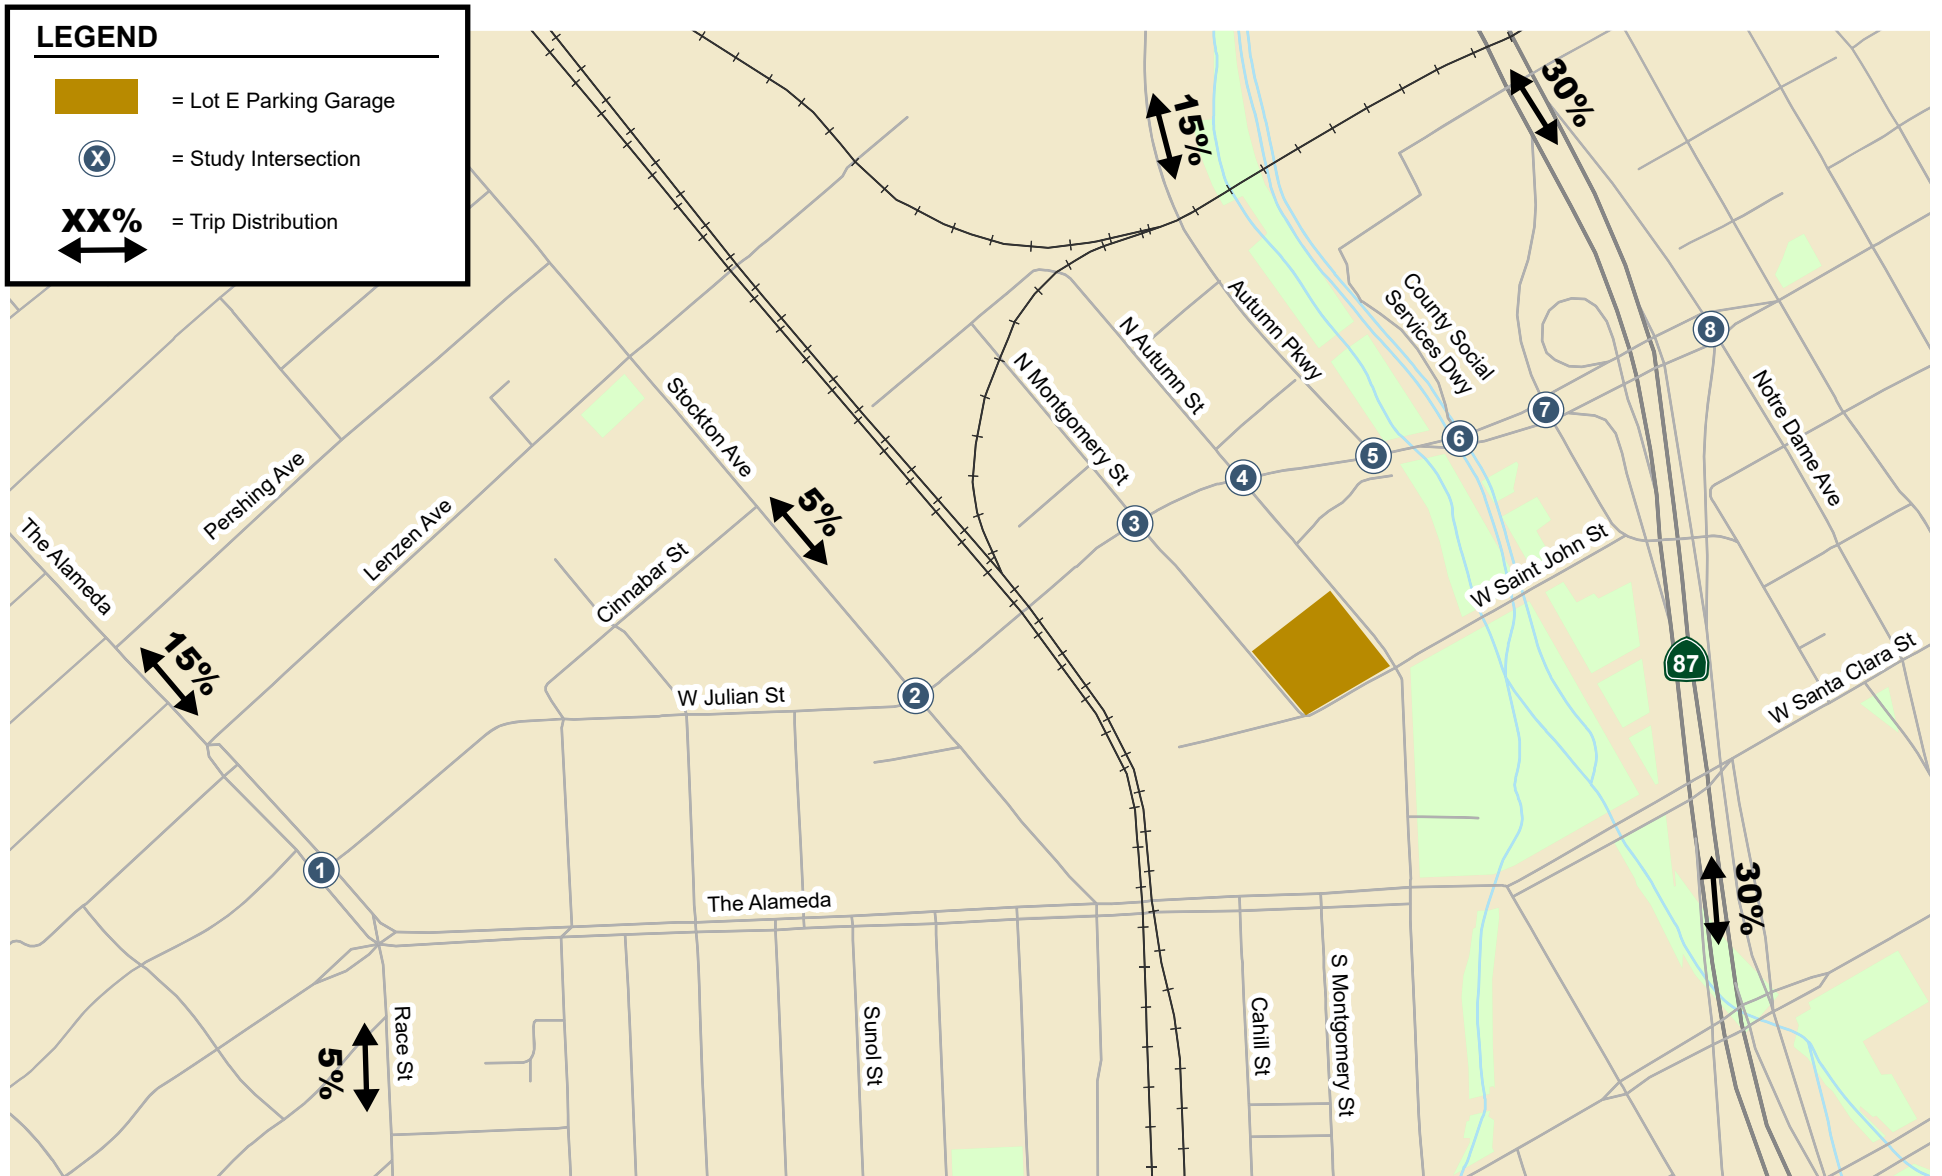 LEGEND
= Lot E Parking Garage
X
= Study Intersection
XX%
= Trip Distribution
30%
15%
County Social
Services Dwy
Autumn Pkwy
N Autumn St
N Montgomery St
8
7
6
5
4
3
Notre Dame Ave
Stockton Ave
5%
Pershing Ave
Lenzen Ave
The Alameda
Cinnabar St
W Saint John St
15%
87
W Santa Clara St
W Julian St
2
1
The Alameda
30%
Race St
5%
Sunol St
Cahill St
S Montgomery St